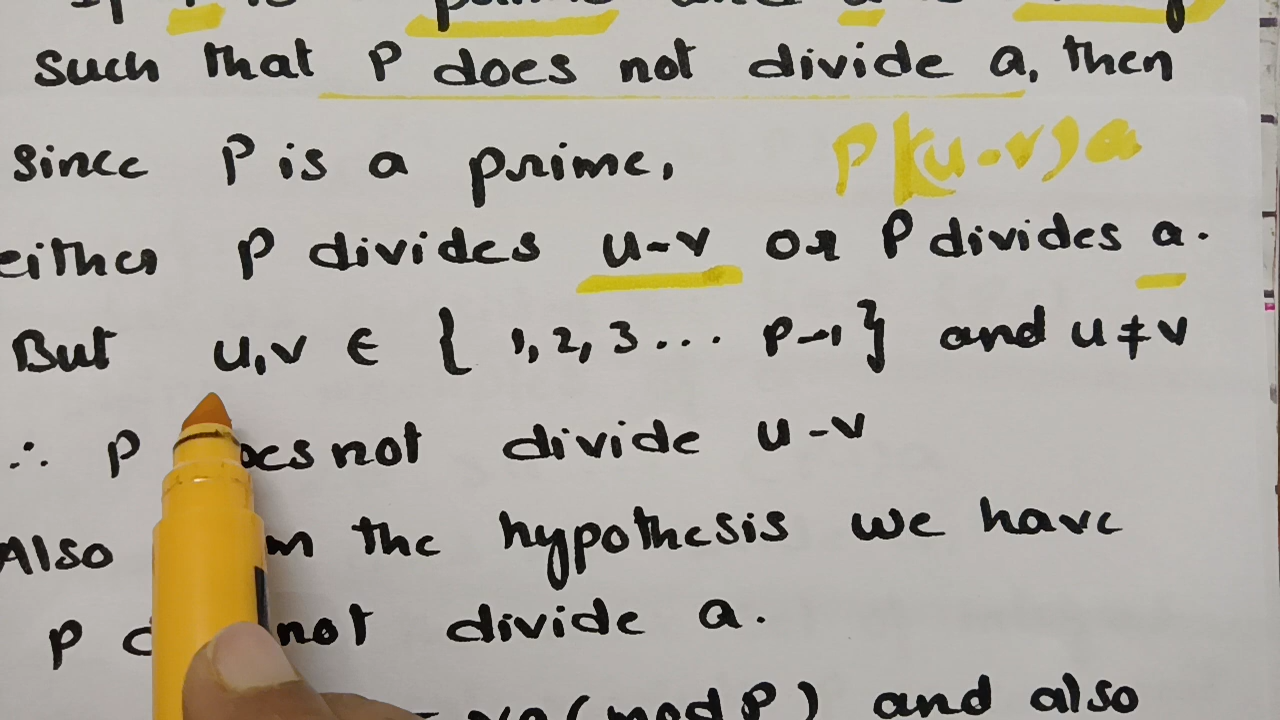 such that P does not divide a, then
since P is a prime, P|(u-v)a
either P divides u-v or P divides a.
But u,v ∈ { 1,2,3... p-1} and u≠v
∴ P not divide u-v
Also the hypothesis we have
P not divide a.
(mod P) and also